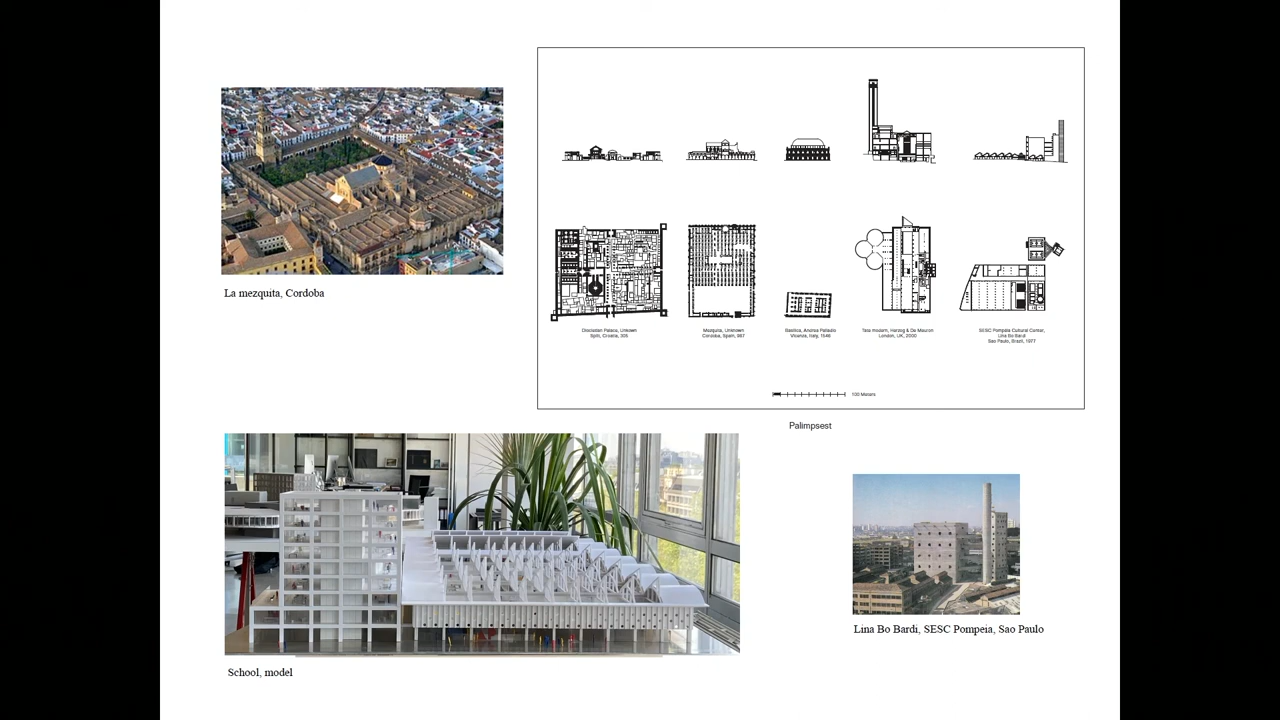 La mezquita, Cordoba
Diocletian Palace, Unkown
Split, Croatia, 305
Mezquita, Unknown
Cordoba, Spain, 987
Basilica, Andrea Palladio
Vicenza, Italy, 1546
Tate modern, Herzog & De Meuron
London, UK, 2000
SESC Pompéia Cultural Center,
Lina Bo Bardi
Sao Paulo, Brazil, 1977
100 Meters
Palimpsest
School, model
Lina Bo Bardi, SESC Pompeia, Sao Paulo